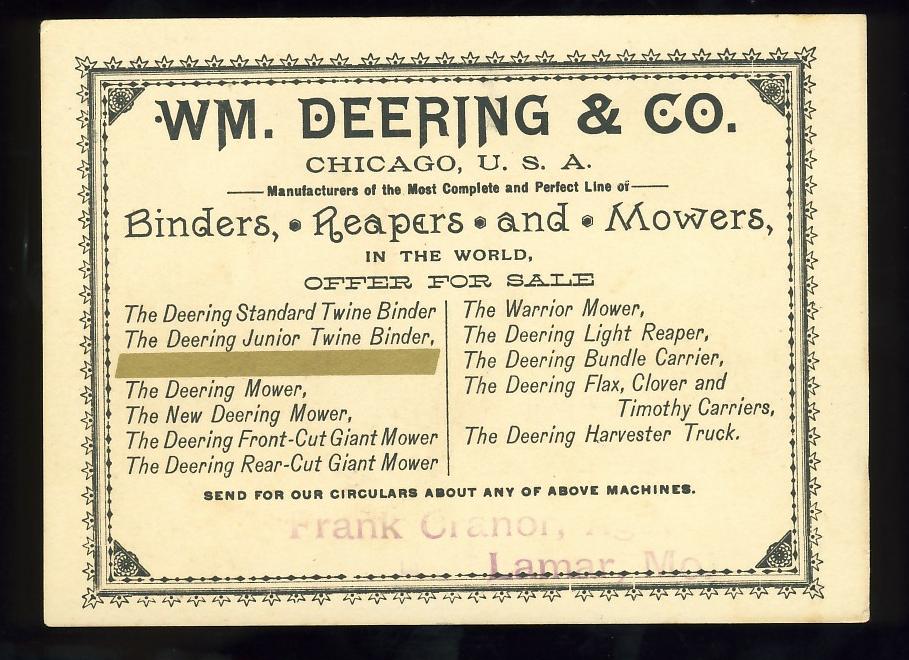 WM. DEERING & CO.
CHICAGO, U. S. A.
Manufacturers of the Most Complete and Perfect Line of
Binders, • Reapers • and • Mowers,
IN THE WORLD,
OFFER FOR SALE
The Deering Standard Twine Binder
The Deering Junior Twine Binder,
The Deering Mower,
The New Deering Mower,
The Deering Front-Cut Giant Mower
The Deering Rear-Cut Giant Mower
The Warrior Mower,
The Deering Light Reaper,
The Deering Bundle Carrier,
The Deering Flax, Clover and
Timothy Carriers,
The Deering Harvester Truck.
SEND FOR OUR CIRCULARS ABOUT ANY OF ABOVE MACHINES.
Frank Cranor,
Lamar, Mo.